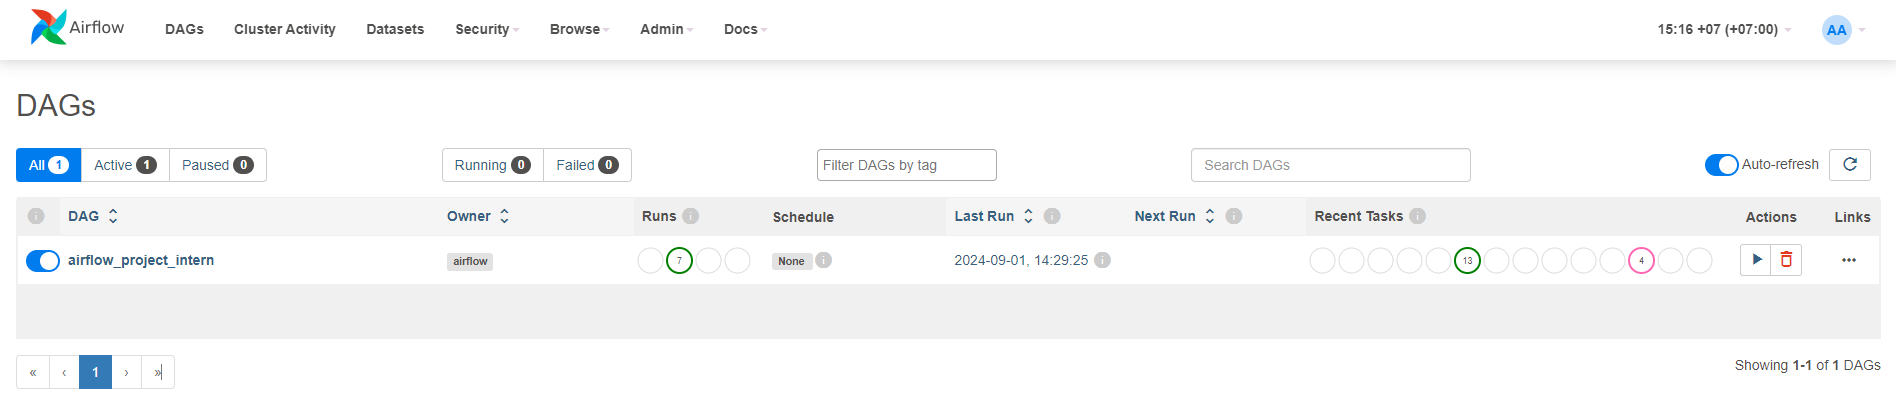 Airflow DAGs Cluster Activity Datasets Security Browse Admin Docs 15:16 +07 (+07:00) AA
DAGs
All 1 Active 1 Paused 0 Running 0 Failed 0 Filter DAGs by tag Search DAGs Auto-refresh
i DAG Owner Runs i Schedule Last Run i Next Run i Recent Tasks i Actions Links
airflow_project_intern airflow 7 None i 2024-09-01, 14:29:25 i 13 4 ···
« ‹ 1 › » Showing 1-1 of 1 DAGs